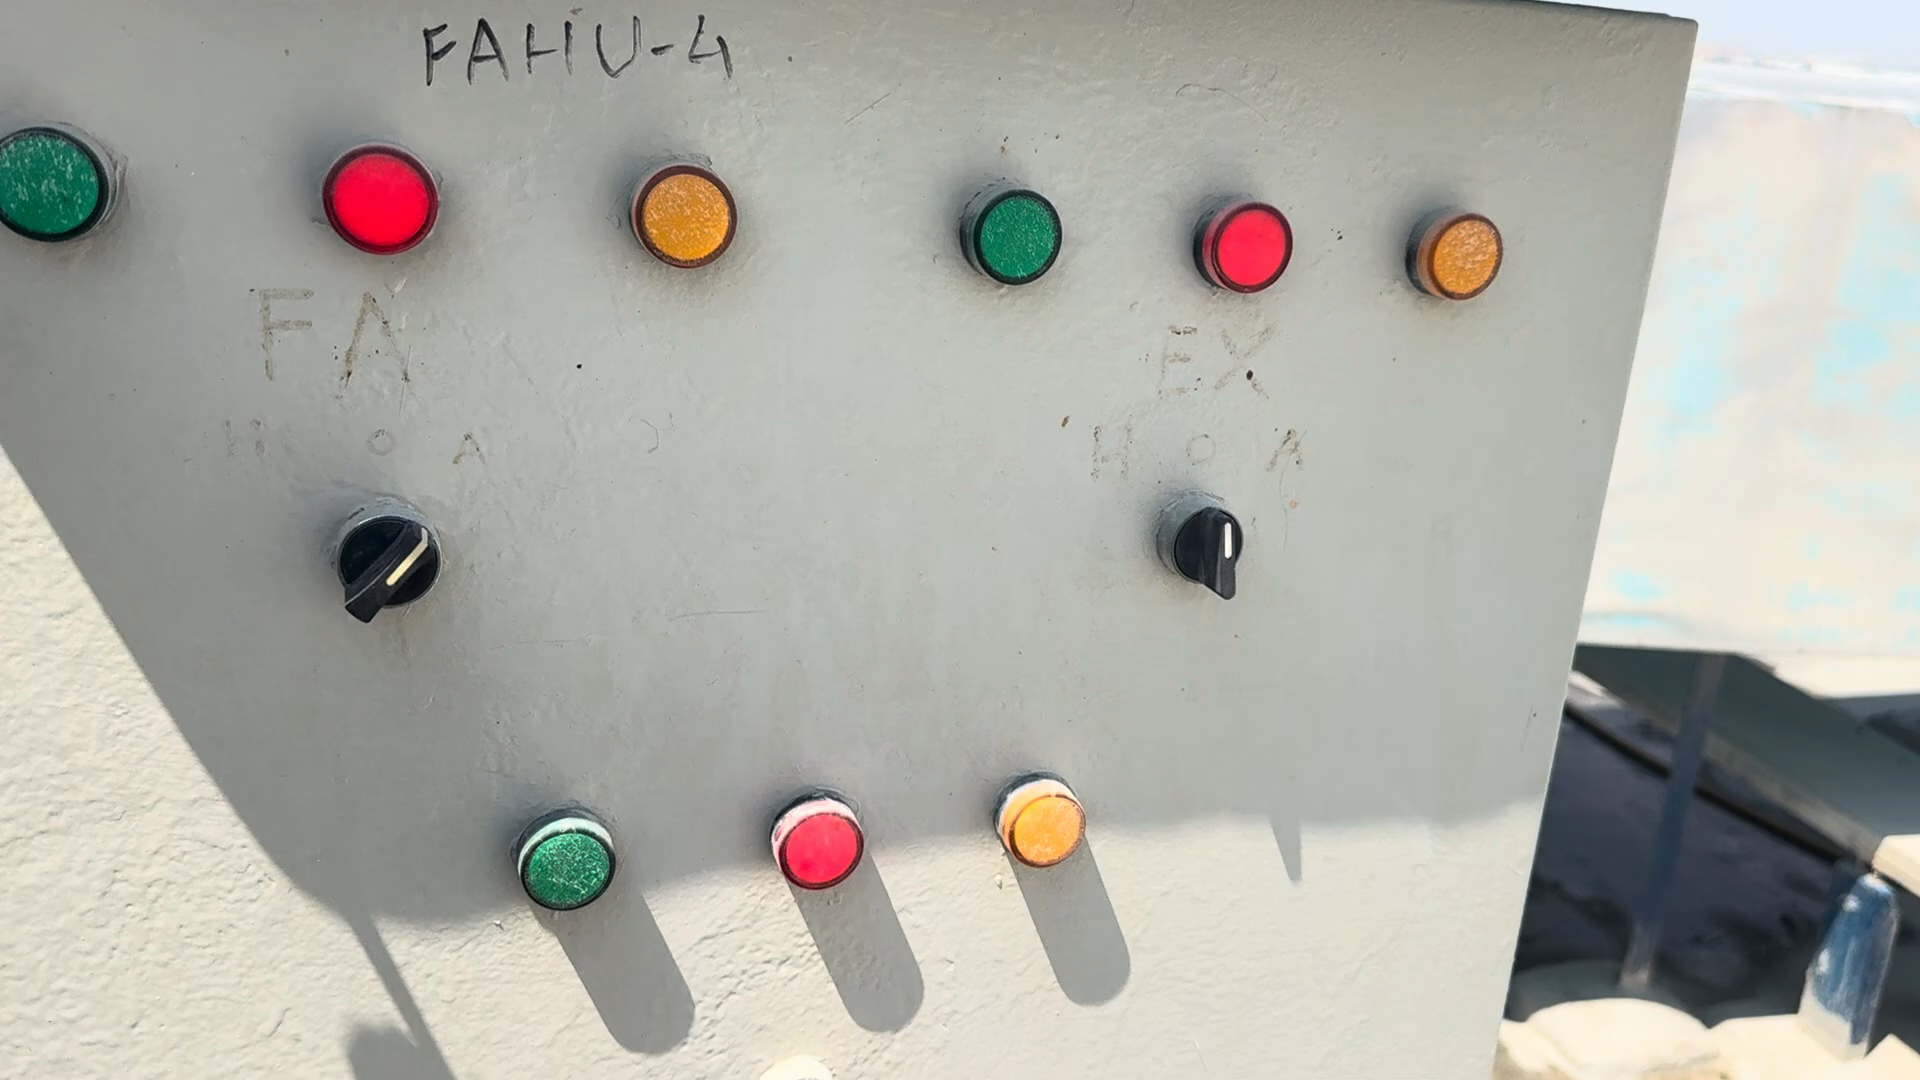 FAHU-4
FA
EX
H O A
H O A